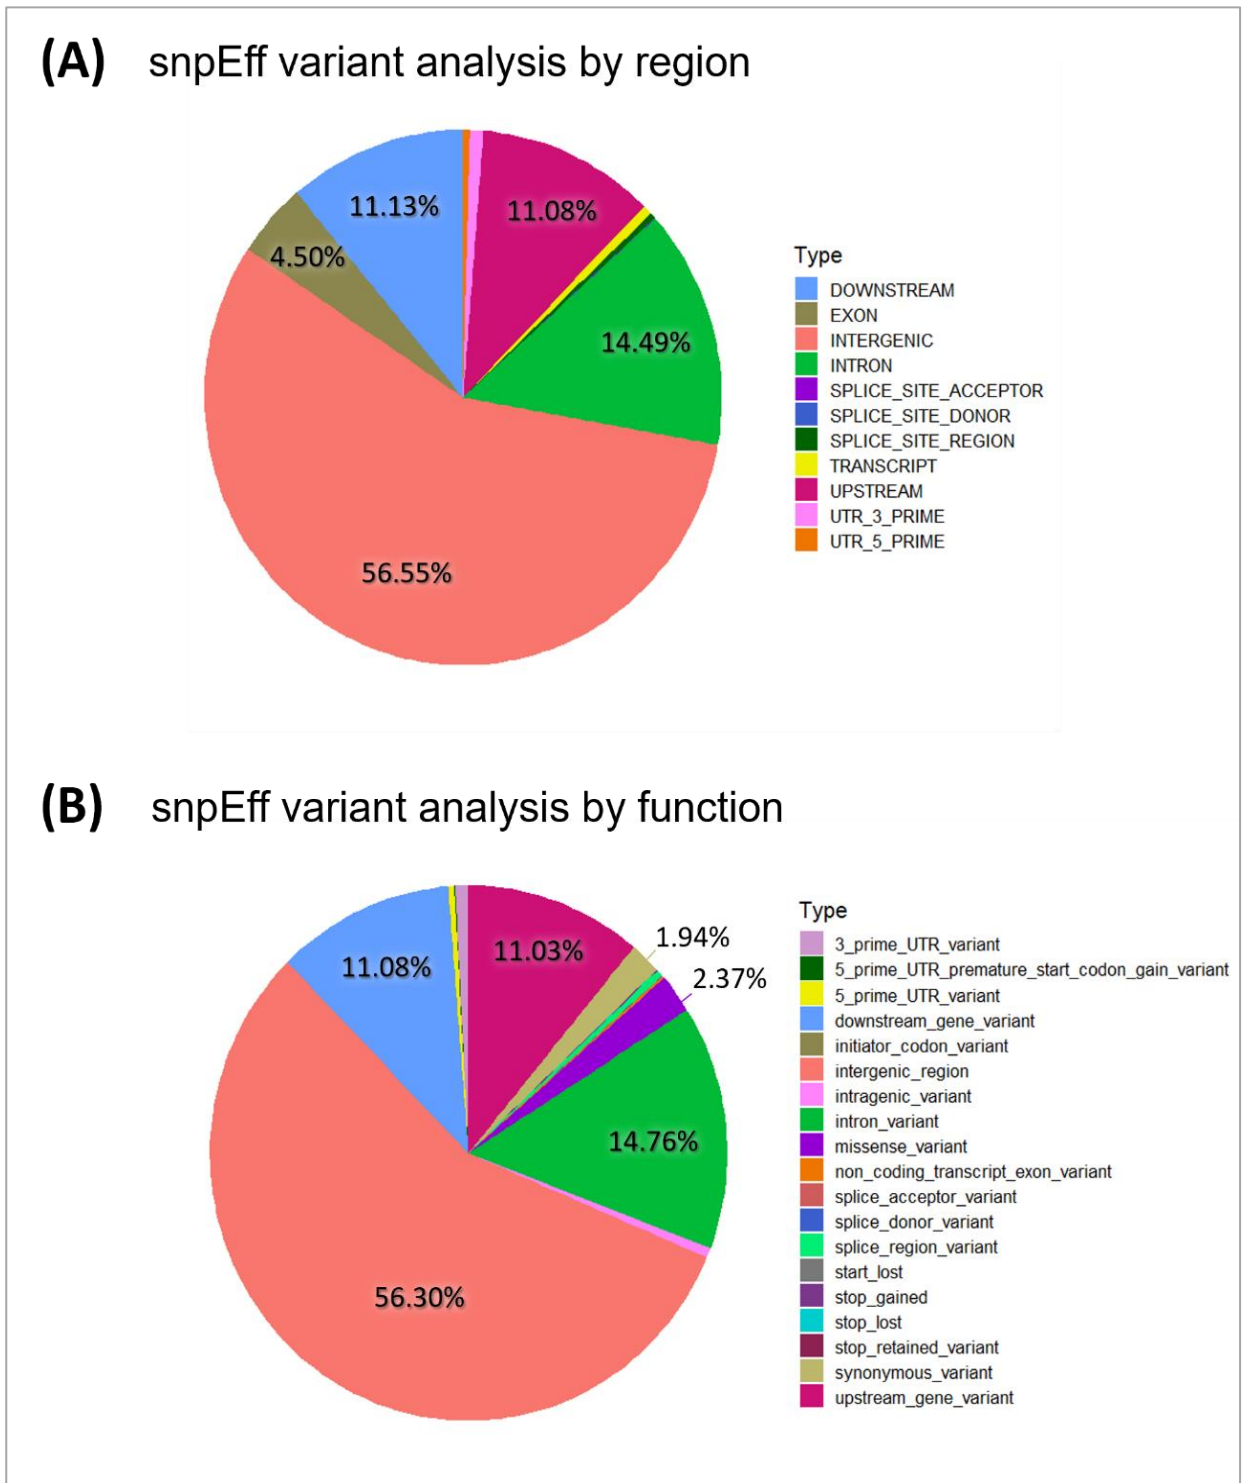 (A) snpEff variant analysis by region
11.13%
11.08%
4.50%
14.49%
56.55%
Type
DOWNSTREAM
EXON
INTERGENIC
INTRON
SPLICE_SITE_ACCEPTOR
SPLICE_SITE_DONOR
SPLICE_SITE_REGION
TRANSCRIPT
UPSTREAM
UTR_3_PRIME
UTR_5_PRIME
(B) snpEff variant analysis by function
11.08%
11.03%
1.94%
2.37%
14.76%
56.30%
Type
3_prime_UTR_variant
5_prime_UTR_premature_start_codon_gain_variant
5_prime_UTR_variant
downstream_gene_variant
initiator_codon_variant
intergenic_region
intragenic_variant
intron_variant
missense_variant
non_coding_transcript_exon_variant
splice_acceptor_variant
splice_donor_variant
splice_region_variant
start_lost
stop_gained
stop_lost
stop_retained_variant
synonymous_variant
upstream_gene_variant